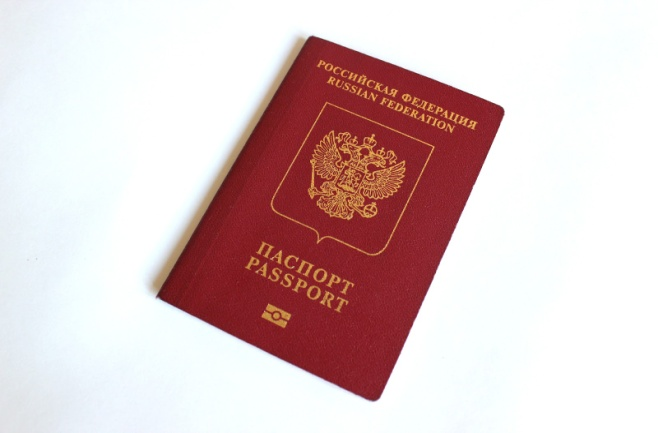 РОССИЙСКАЯ ФЕДЕРАЦИЯ
RUSSIAN FEDERATION
ПАСПОРТ
PASSPORT